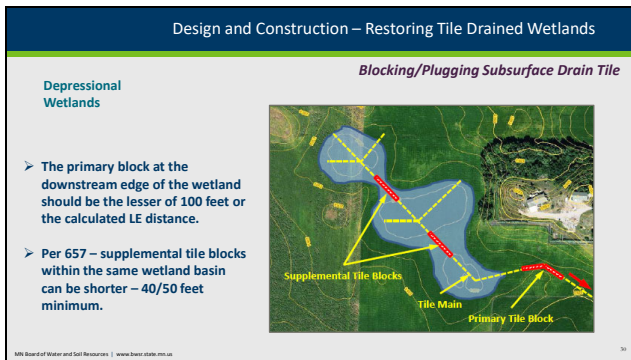 Design and Construction – Restoring Tile Drained Wetlands
Blocking/Plugging Subsurface Drain Tile
Depressional
Wetlands
➢ The primary block at the
downstream edge of the wetland
should be the lesser of 100 feet or
the calculated LE distance.
➢ Per 657 – supplemental tile blocks
within the same wetland basin
can be shorter – 40/50 feet
minimum.
Supplemental Tile Blocks
Tile Main
Primary Tile Block
MN Board of Water and Soil Resources | www.bwsr.state.mn.us